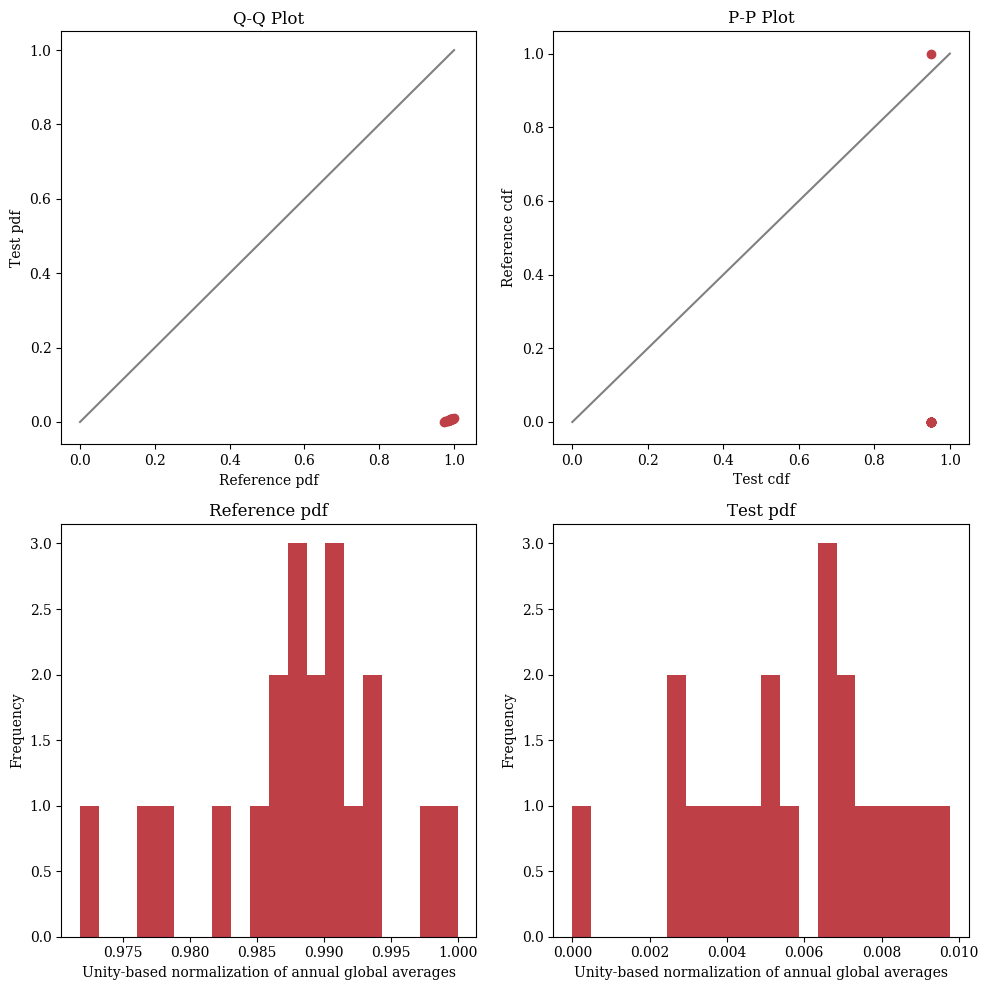 Q-Q Plot
1.0
0.8
0.6
0.4
0.2
0.0
Test pdf
0.0 0.2 0.4 0.6 0.8 1.0
Reference pdf
P-P Plot
1.0
0.8
0.6
0.4
0.2
0.0
Reference cdf
0.0 0.2 0.4 0.6 0.8 1.0
Test cdf
Reference pdf
3.0
2.5
2.0
1.5
1.0
0.5
0.0
Frequency
0.975 0.980 0.985 0.990 0.995 1.000
Unity-based normalization of annual global averages
Test pdf
3.0
2.5
2.0
1.5
1.0
0.5
0.0
Frequency
0.000 0.002 0.004 0.006 0.008 0.010
Unity-based normalization of annual global averages